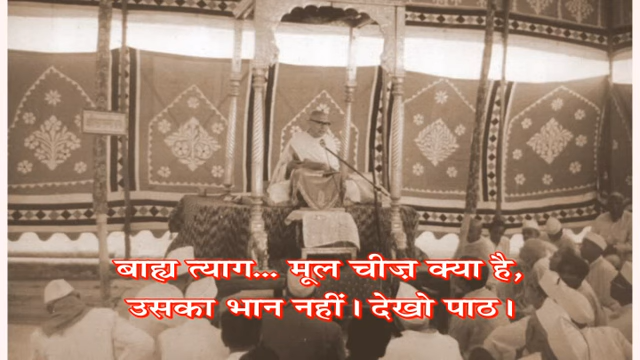 बाह्य त्याग... मूल चीज़ क्या है,
उसका भान नहीं। देखो पाठ।